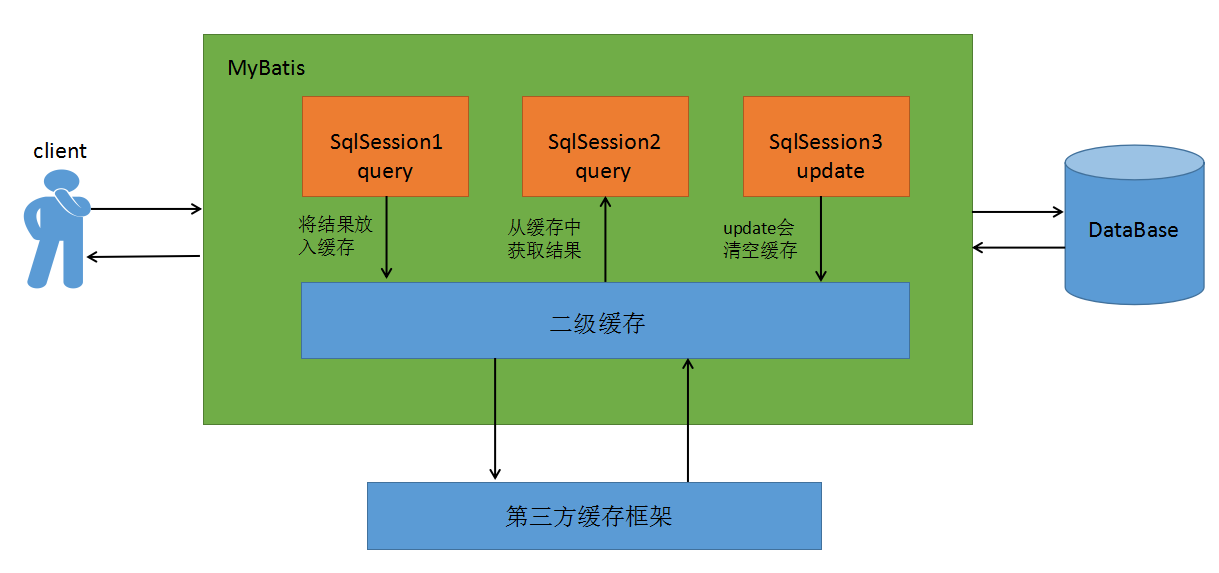 MyBatis
client
SqlSession1
query
SqlSession2
query
SqlSession3
update
将结果放
入缓存
从缓存中
获取结果
update会
清空缓存
DataBase
二级缓存
第三方缓存框架